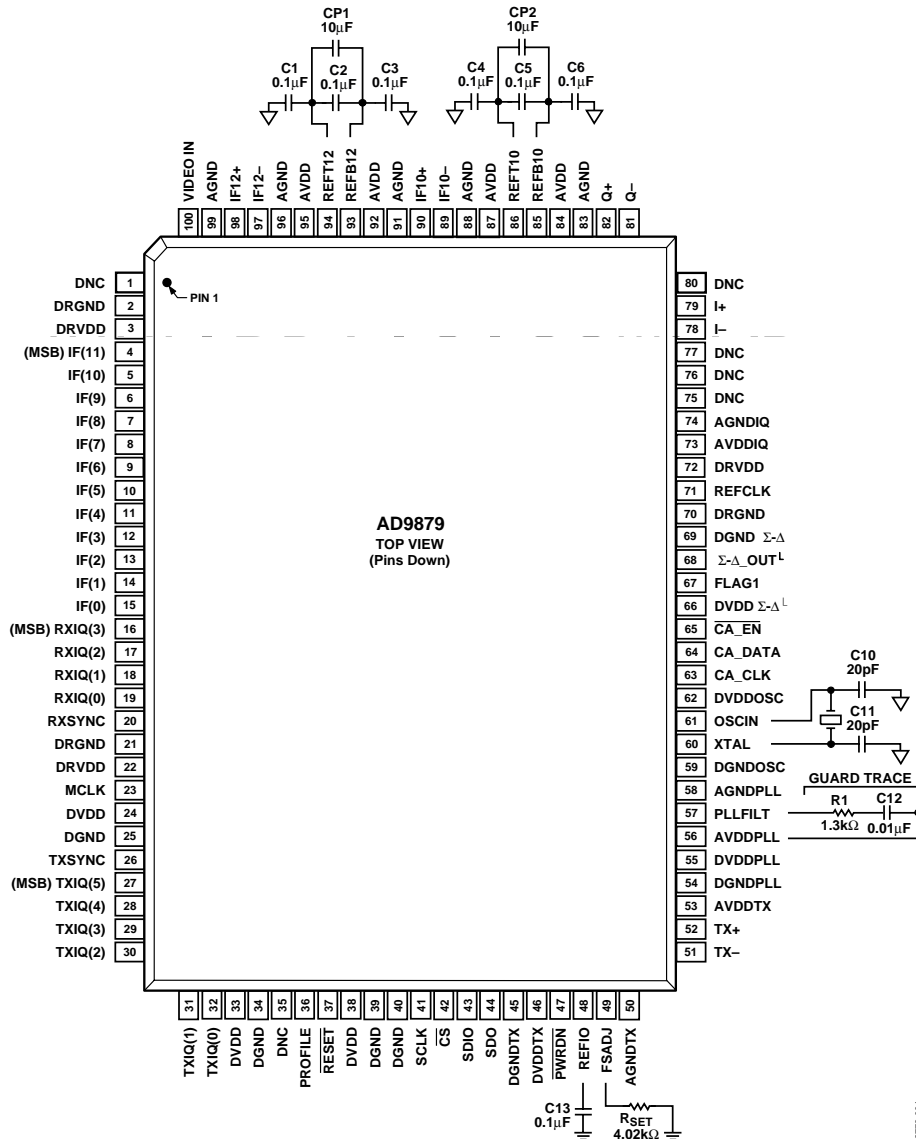 CP1
10µF
CP2
10µF
C1
0.1µF
C2
0.1µF
C3
0.1µF
C4
0.1µF
C5
0.1µF
C6
0.1µF
VIDEO IN
AGND
IF12+
IF12–
AGND
AVDD
REFT12
REFB12
AVDD
AGND
IF10+
IF10–
AGND
AVDD
REFT10
REFB10
AVDD
AGND
Q+
Q–
100 99 98 97 96 95 94 93 92 91 90 89 88 87 86 85 84 83 82 81
DNC 1
DRGND 2
DRVDD 3
(MSB) IF(11) 4
IF(10) 5
IF(9) 6
IF(8) 7
IF(7) 8
IF(6) 9
IF(5) 10
IF(4) 11
IF(3) 12
IF(2) 13
IF(1) 14
IF(0) 15
(MSB) RXIQ(3) 16
RXIQ(2) 17
RXIQ(1) 18
RXIQ(0) 19
RXSYNC 20
DRGND 21
DRVDD 22
MCLK 23
DVDD 24
DGND 25
TXSYNC 26
(MSB) TXIQ(5) 27
TXIQ(4) 28
TXIQ(3) 29
TXIQ(2) 30
PIN 1
AD9879
TOP VIEW
(Pins Down)
80 DNC
79 I+
78 I–
77 DNC
76 DNC
75 DNC
74 AGNDIQ
73 AVDDIQ
72 DRVDD
71 REFCLK
70 DRGND
69 DGND Σ-Δ
68 Σ-Δ_OUT
67 FLAG1
66 DVDD Σ-Δ
65 CA_EN
64 CA_DATA
63 CA_CLK
62 DVDDOSC
61 OSCIN
60 XTAL
59 DGNDOSC
58 AGNDPLL
57 PLLFILT
56 AVDDPLL
55 DVDDPLL
54 DGNDPLL
53 AVDDTX
52 TX+
51 TX–
C10
20pF
C11
20pF
GUARD TRACE
R1
1.3kΩ
C12
0.01µF
31 32 33 34 35 36 37 38 39 40 41 42 43 44 45 46 47 48 49 50
TXIQ(1)
TXIQ(0)
DVDD
DGND
DNC
PROFILE
RESET
DVDD
DGND
DGND
SCLK
CS
SDIO
SDO
DGNDTX
DVDDTX
PWRDN
REFIO
FSADJ
AGNDTX
C13
0.1µF
RSET
4.02kΩ